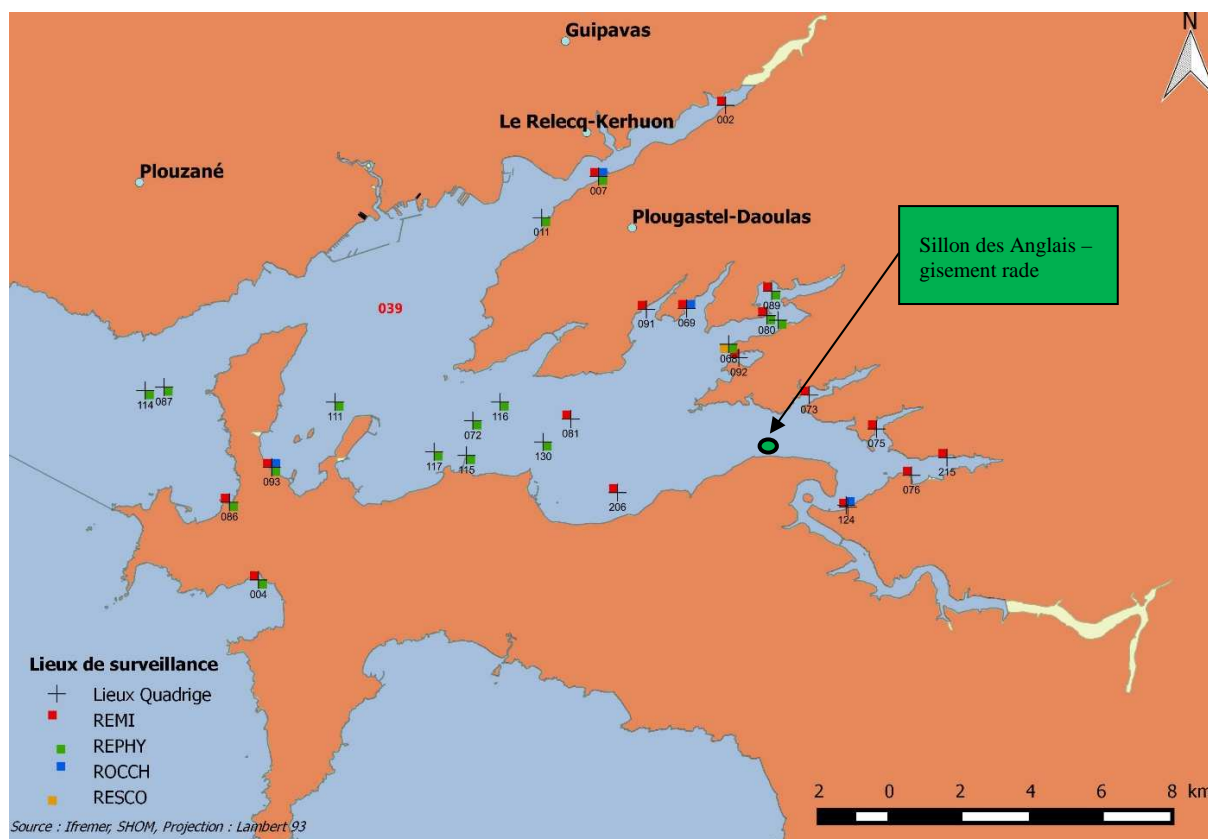 Guipavas
N
002
Le Relecq-Kerhuon
Plouzané
007
Plougastel-Daoulas
011
Sillon des Anglais –
gisement rade
039
089
091
069
080
068
092
114
087
111
116
073
072
081
075
117
115
130
093
215
076
206
124
086
004
Lieux de surveillance
Lieux Quadrige
REMI
REPHY
ROCCH
RESCO
2 0 2 4 6 8 km
Source : Ifremer, SHOM, Projection : Lambert 93